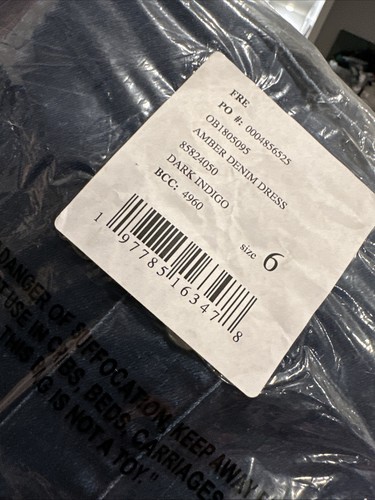 FRE
PO #: 0004856525
OB1805095
AMBER DENIM DRESS
85824050
DARK INDIGO
BCC: 4960
size 6
1 97785 16347 8
DANGER OF SUFFOCATION KEEP AWAY
USE IN CRIBS, BEDS, CARRIAGES
THIS BAG IS NOT A TOY."